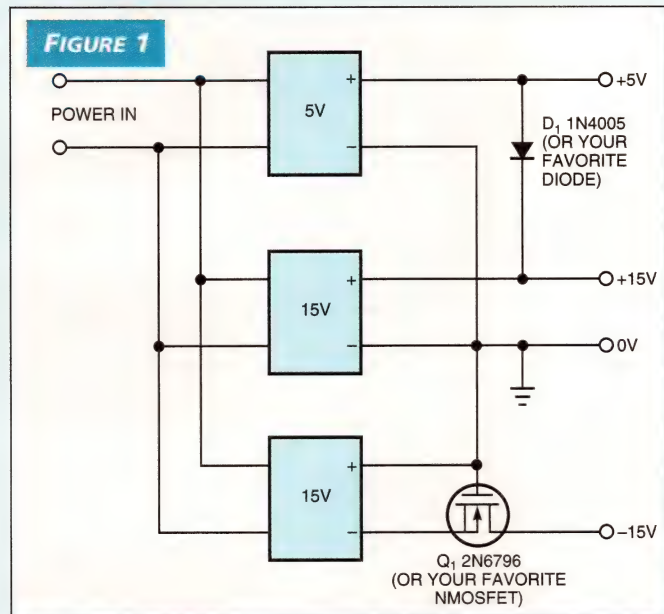 FIGURE 1
POWER IN
5V
+
−
+5V
D1 1N4005
(OR YOUR
FAVORITE
DIODE)
15V
+
−
+15V
0V
15V
+
−
−15V
Q1 2N6796
(OR YOUR FAVORITE
NMOSFET)